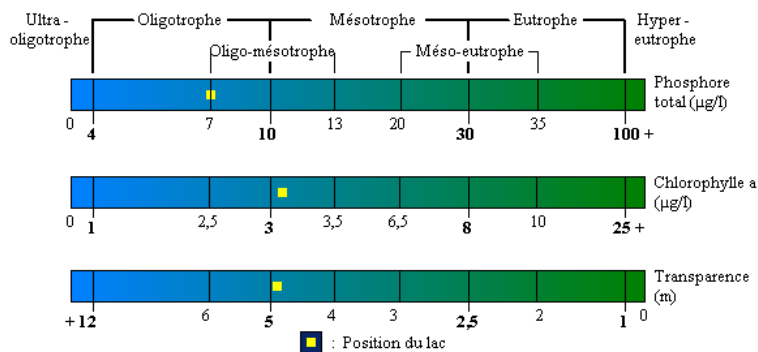 Ultra-
oligotrophe
Oligotrophe
Mésotrophe
Eutrophe
Hyper-
eutrophe
Oligo-mésotrophe
Méso-eutrophe
Phosphore
total (µg/l)
0 4 7 10 13 20 30 35 100 +
Chlorophylle a
(µg/l)
0 1 2,5 3 3,5 6,5 8 10 25 +
Transparence
(m)
+ 12 6 5 4 3 2,5 2 1 0
: Position du lac